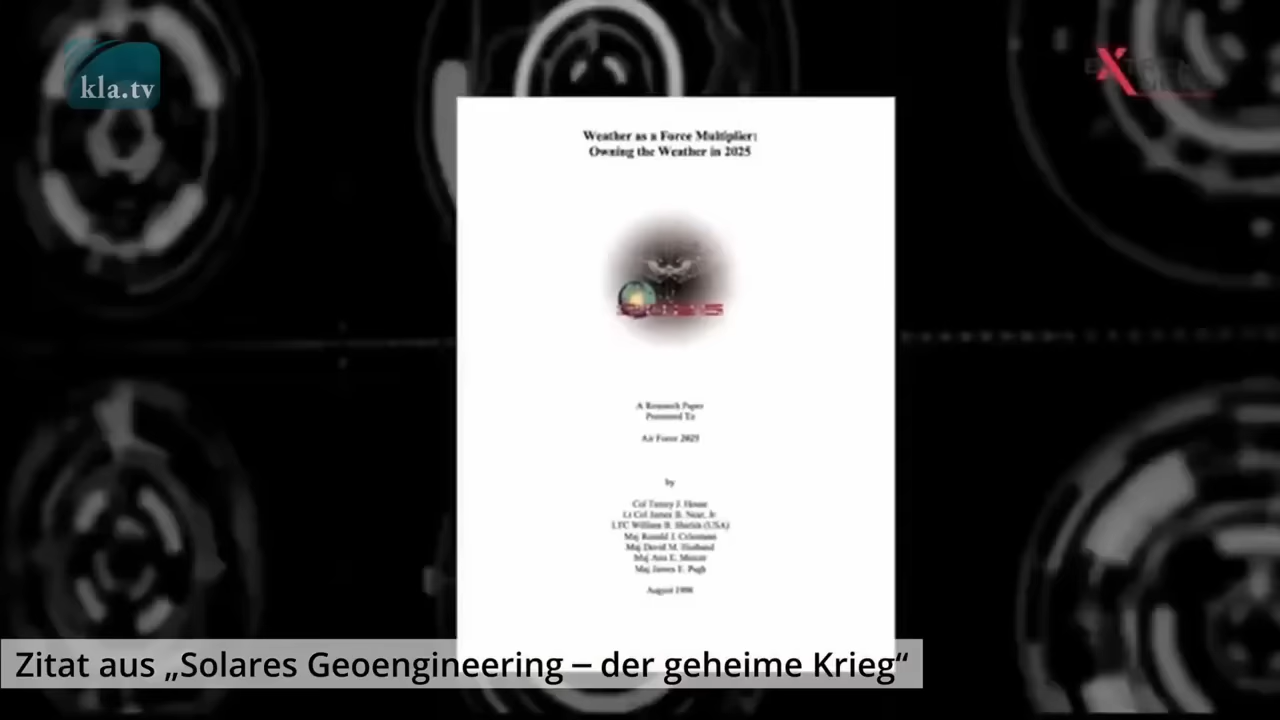 kla.tv
Weather as a Force Multiplier:
Owning the Weather in 2025
2025
A Research Paper
Presented To
Air Force 2025
by
Col Tamzy J. House
Lt Col James B. Near, Jr.
LTC William B. Shields (USA)
Maj Ronald J. Celentano
Maj David M. Husband
Maj Ann E. Mercer
Maj James E. Pugh
August 1996
Zitat aus „Solares Geoengineering – der geheime Krieg“